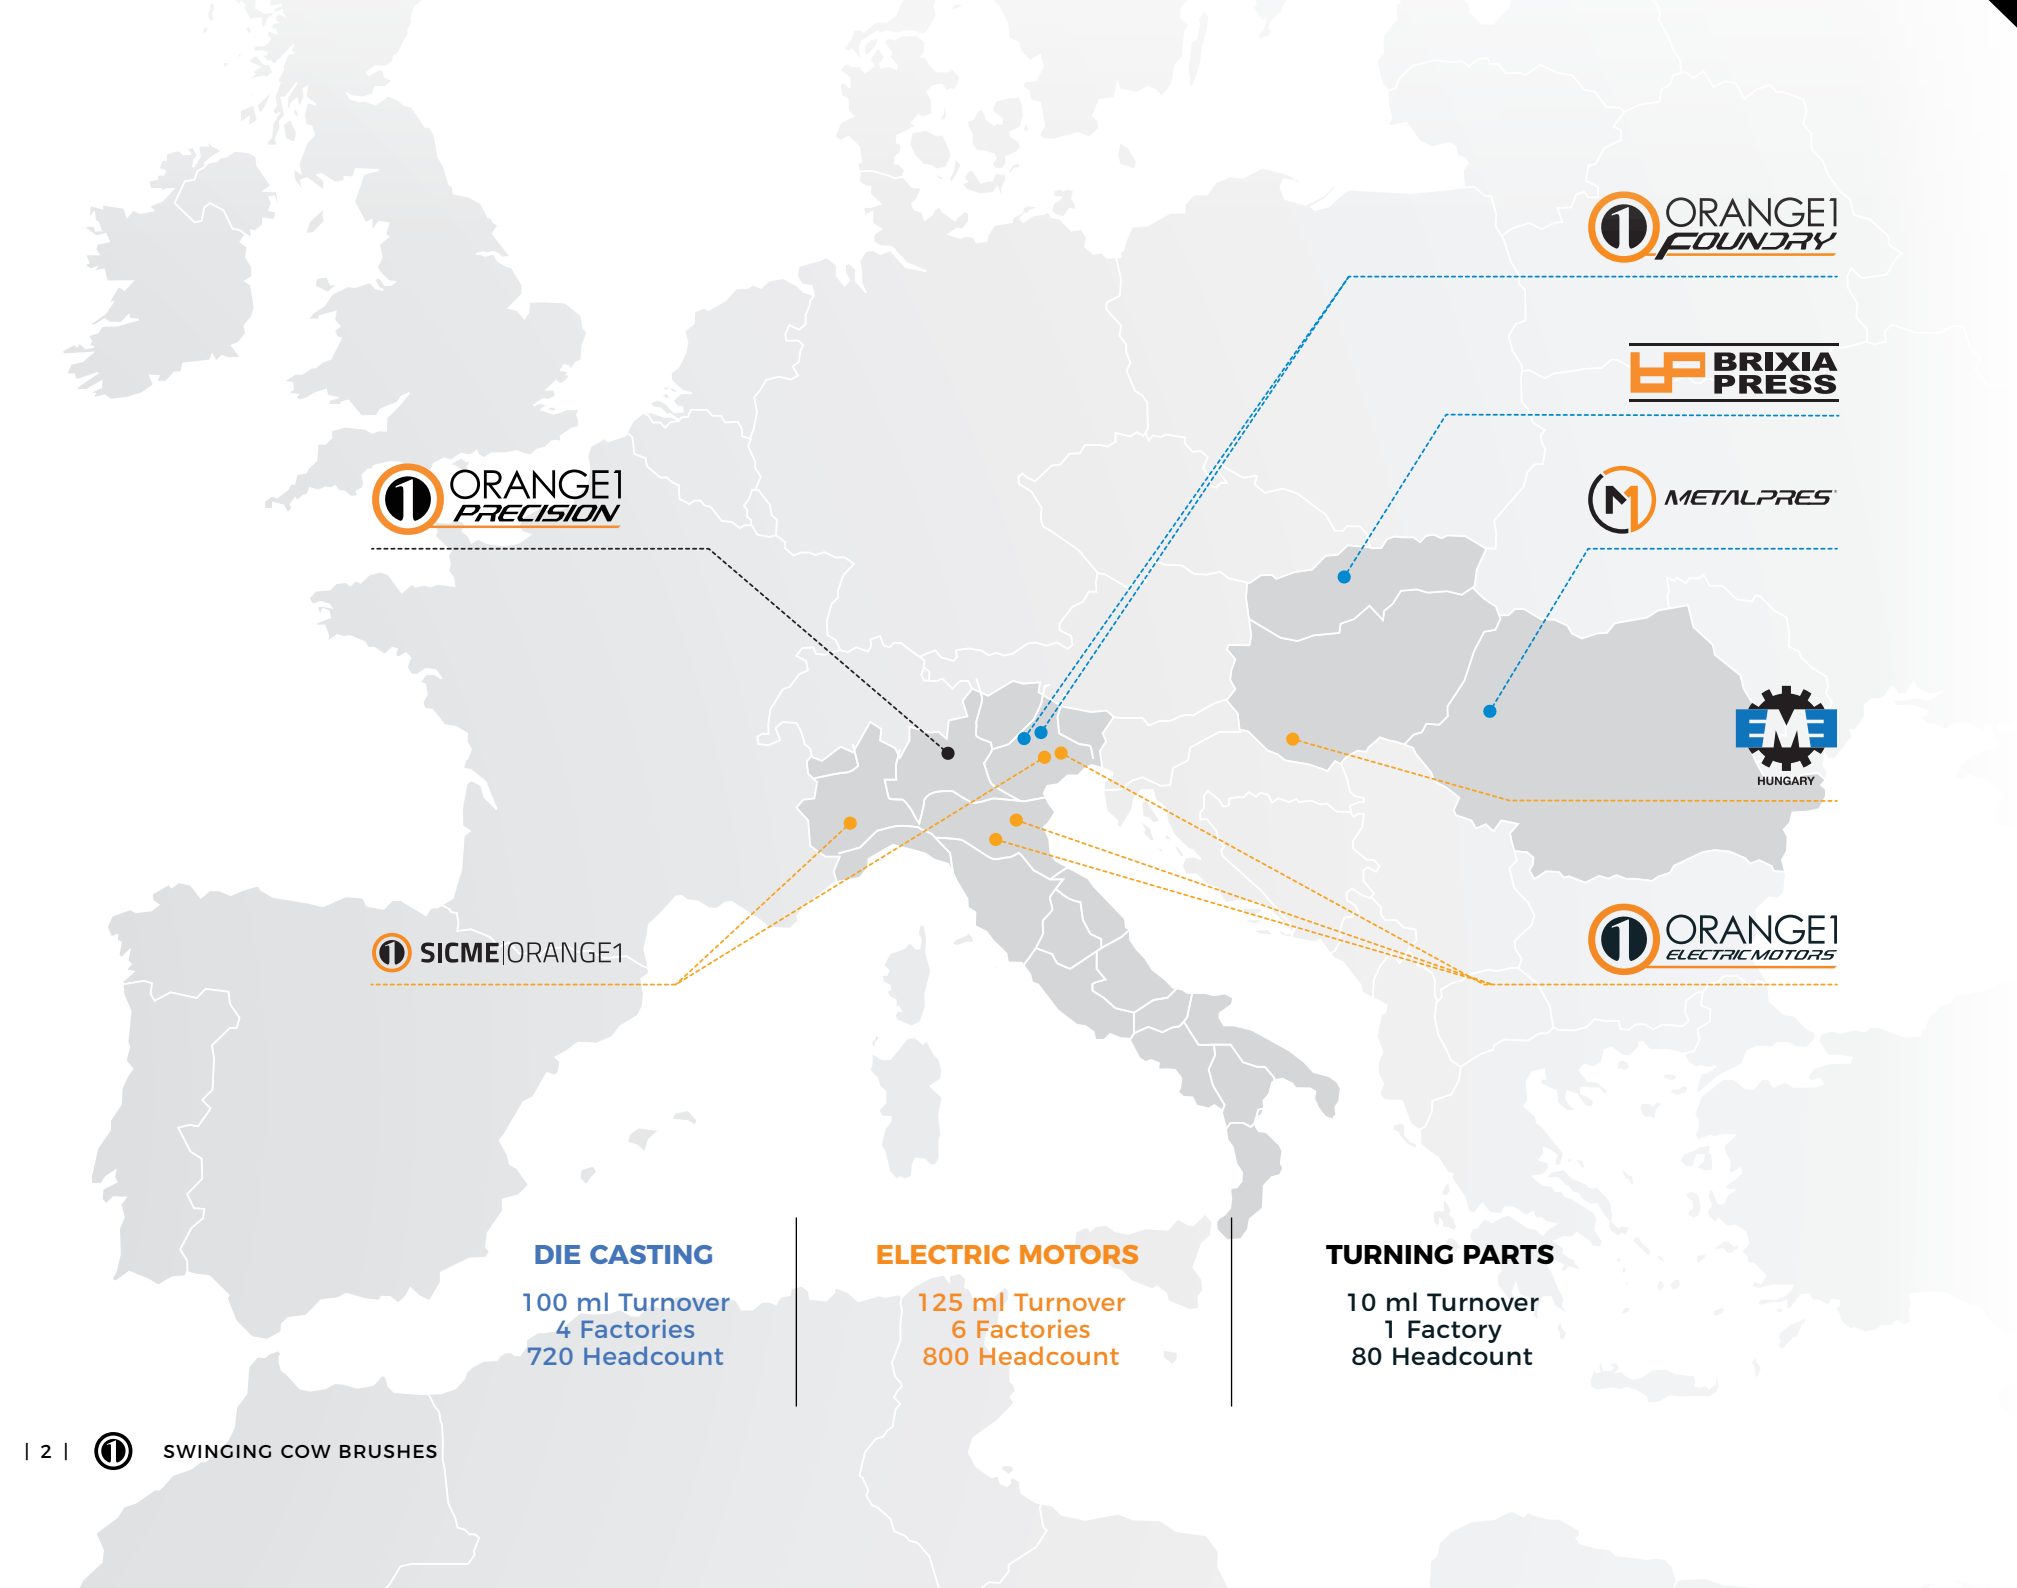 ORANGE1
FOUNDRY
BRIXIA
PRESS
ORANGE1
PRECISION
METALPRES
HUNGARY
SICME|ORANGE1
ORANGE1
ELECTRIC MOTORS
DIE CASTING
100 ml Turnover
4 Factories
720 Headcount
ELECTRIC MOTORS
125 ml Turnover
6 Factories
800 Headcount
TURNING PARTS
10 ml Turnover
1 Factory
80 Headcount
| 2 | 1 SWINGING COW BRUSHES